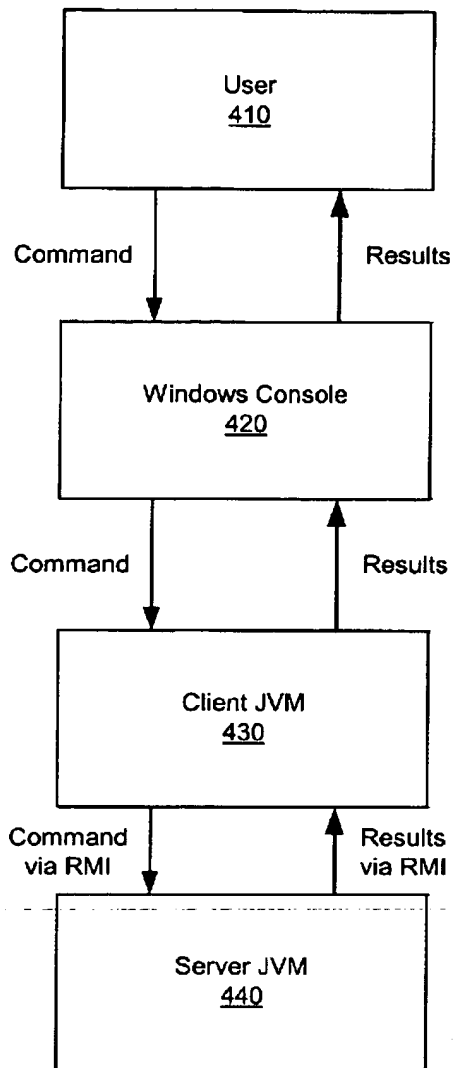 User
410
Command
Results
Windows Console
420
Command
Results
Client JVM
430
Command
via RMI
Results
via RMI
Server JVM
440